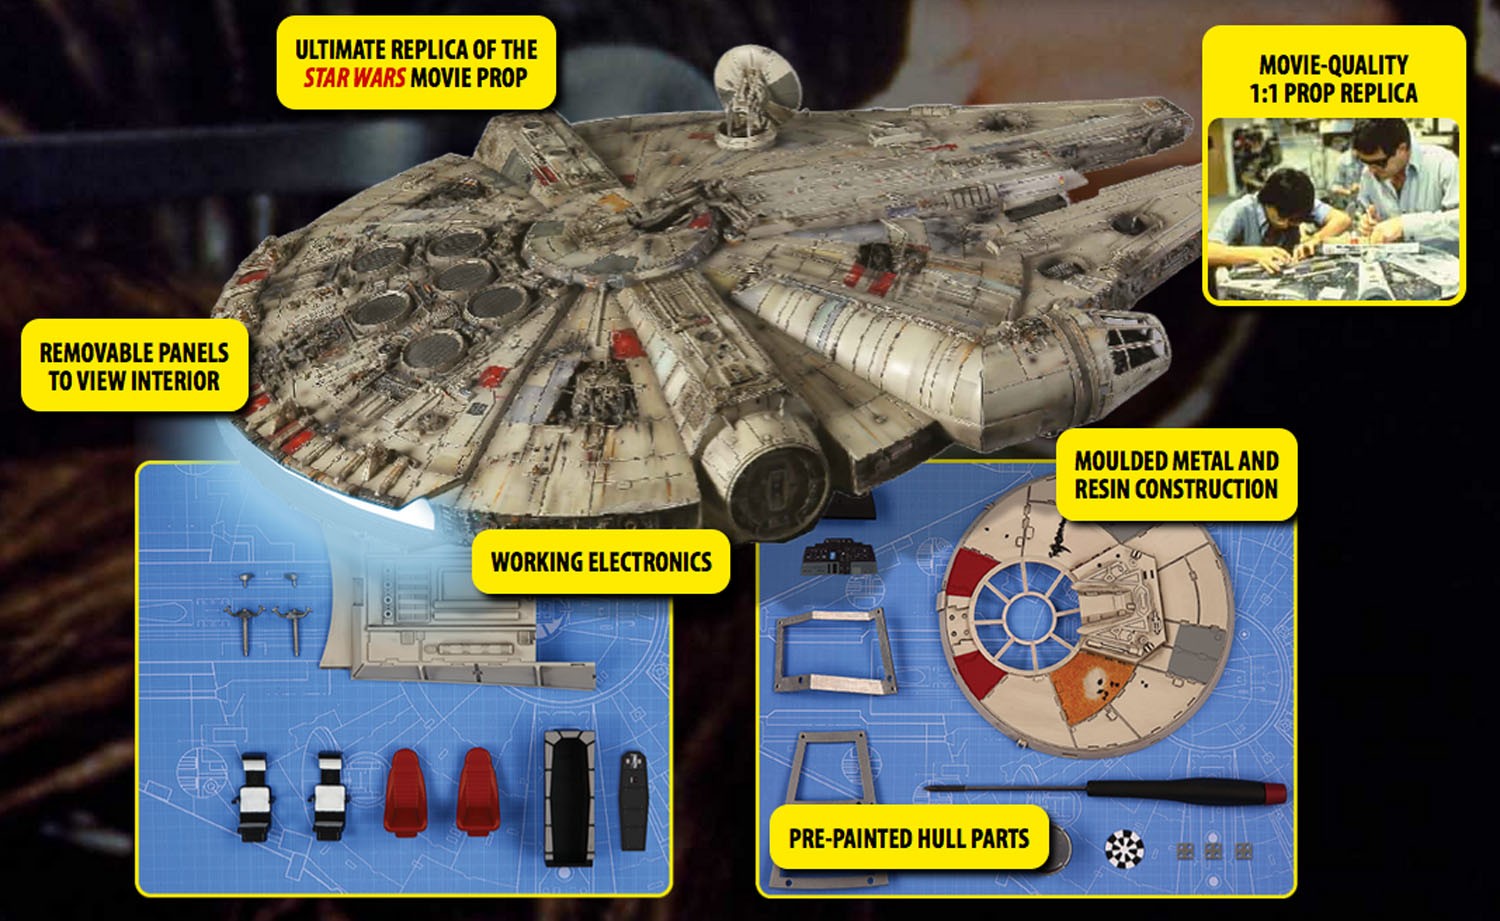 ULTIMATE REPLICA OF THE
STAR WARS MOVIE PROP
MOVIE-QUALITY
1:1 PROP REPLICA
REMOVABLE PANELS
TO VIEW INTERIOR
MOULDED METAL AND
RESIN CONSTRUCTION
WORKING ELECTRONICS
PRE-PAINTED HULL PARTS